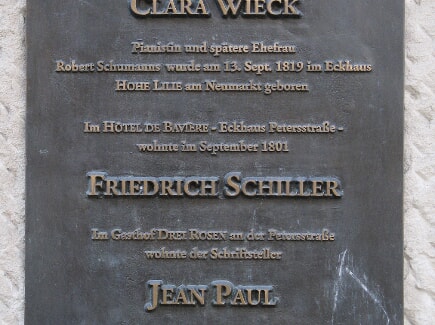 CLARA WIECK
Pianistin und spätere Ehefrau
Robert Schumanns wurde am 13. Sept. 1819 im Eckhaus
HOHE LILIE am Neumarkt geboren
Im HÔTEL DE BAVIÈRE - Eckhaus Petersstraße -
wohnte im September 1801
FRIEDRICH SCHILLER
Im Gasthof DREI ROSEN an der Petersstraße
wohnte der Schriftsteller
JEAN PAUL